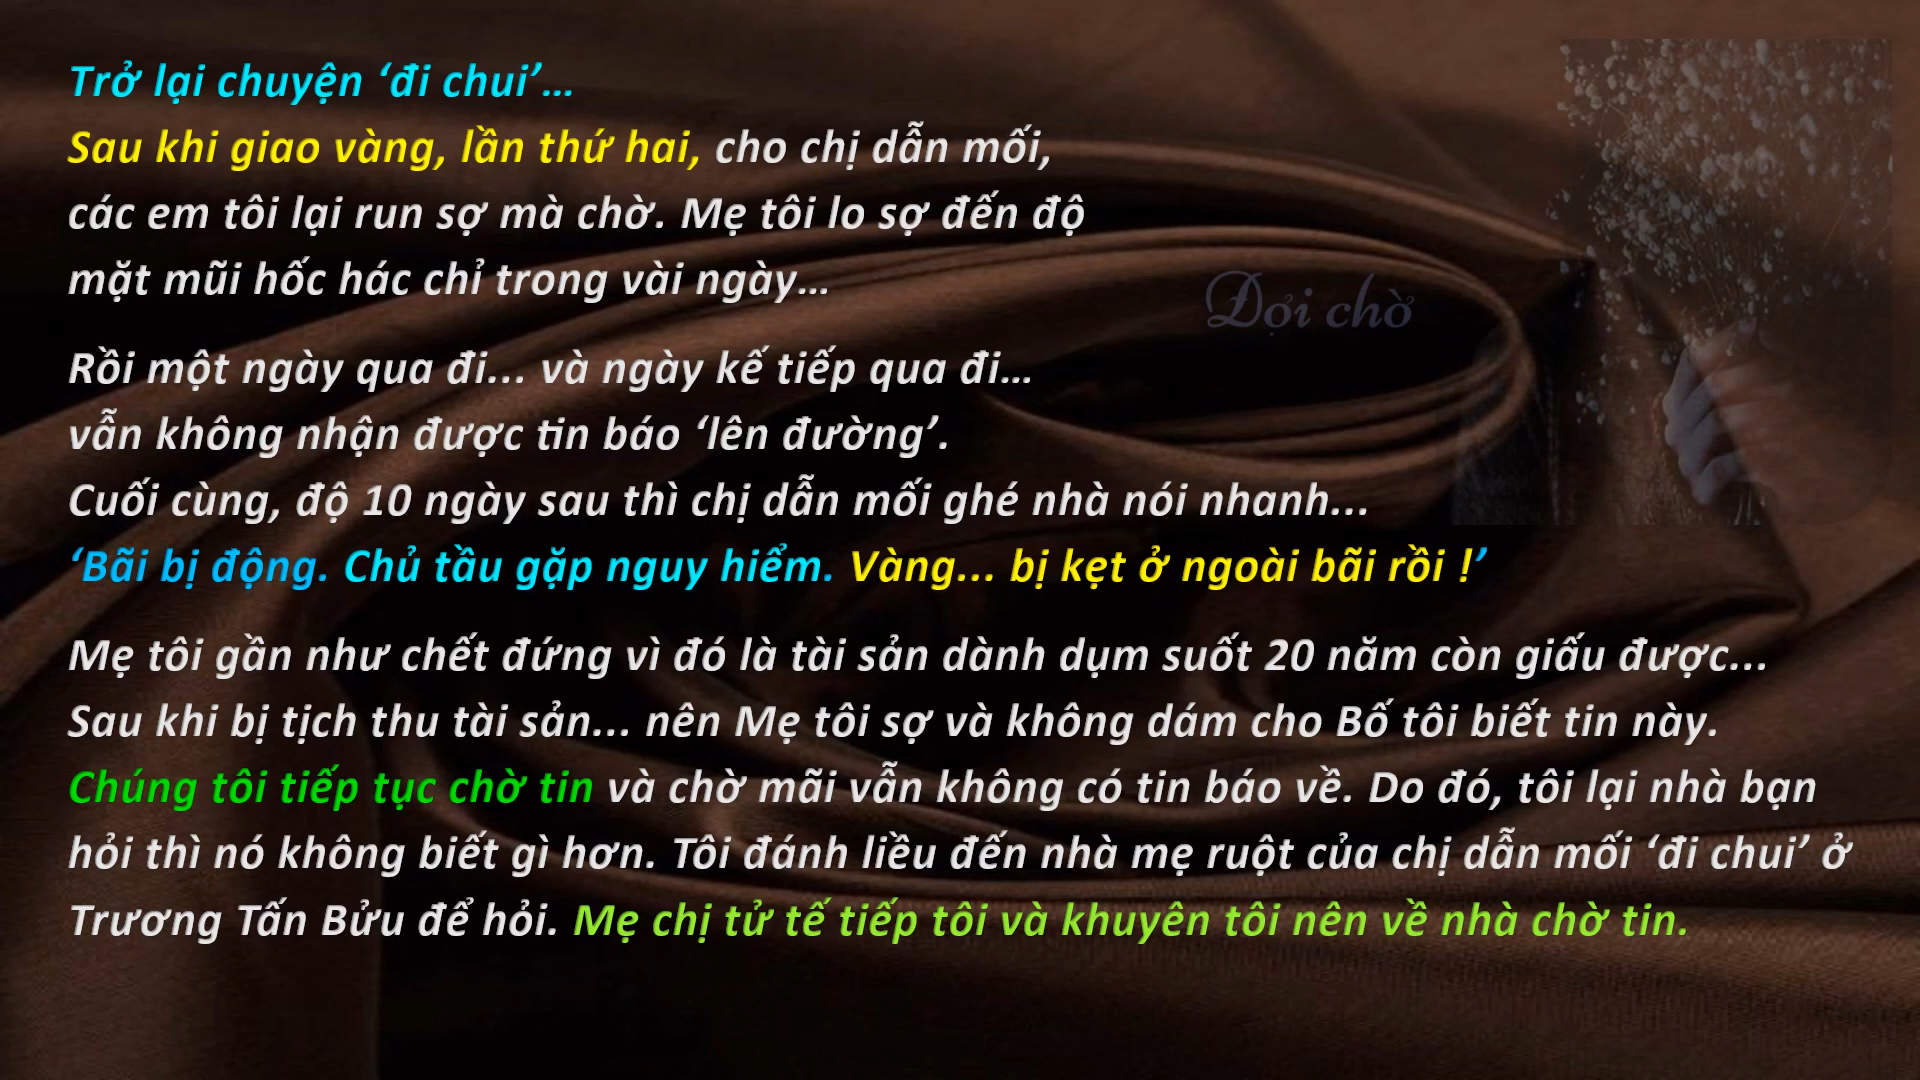 Trở lại chuyện ‘đi chui’...
Sau khi giao vàng, lần thứ hai, cho chị dẫn mối,
các em tôi lại run sợ mà chờ. Mẹ tôi lo sợ đến độ
mặt mũi hốc hác chỉ trong vài ngày...
Đợi chờ
Rồi một ngày qua đi... và ngày kế tiếp qua đi...
vẫn không nhận được tin báo ‘lên đường’.
Cuối cùng, độ 10 ngày sau thì chị dẫn mối ghé nhà nói nhanh...
‘Bãi bị động. Chủ tầu gặp nguy hiểm. Vàng... bị kẹt ở ngoài bãi rồi !’
Mẹ tôi gần như chết đứng vì đó là tài sản dành dụm suốt 20 năm còn giấu được...
Sau khi bị tịch thu tài sản... nên Mẹ tôi sợ và không dám cho Bố tôi biết tin này.
Chúng tôi tiếp tục chờ tin và chờ mãi vẫn không có tin báo về. Do đó, tôi lại nhà bạn
hỏi thì nó không biết gì hơn. Tôi đánh liều đến nhà mẹ ruột của chị dẫn mối ‘đi chui’ ở
Trương Tấn Bửu để hỏi. Mẹ chị tử tế tiếp tôi và khuyên tôi nên về nhà chờ tin.